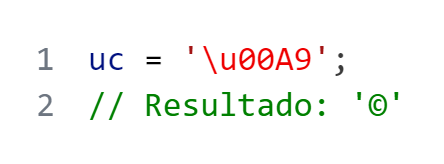 1 uc = '\u00A9';
2 // Resultado: '©'